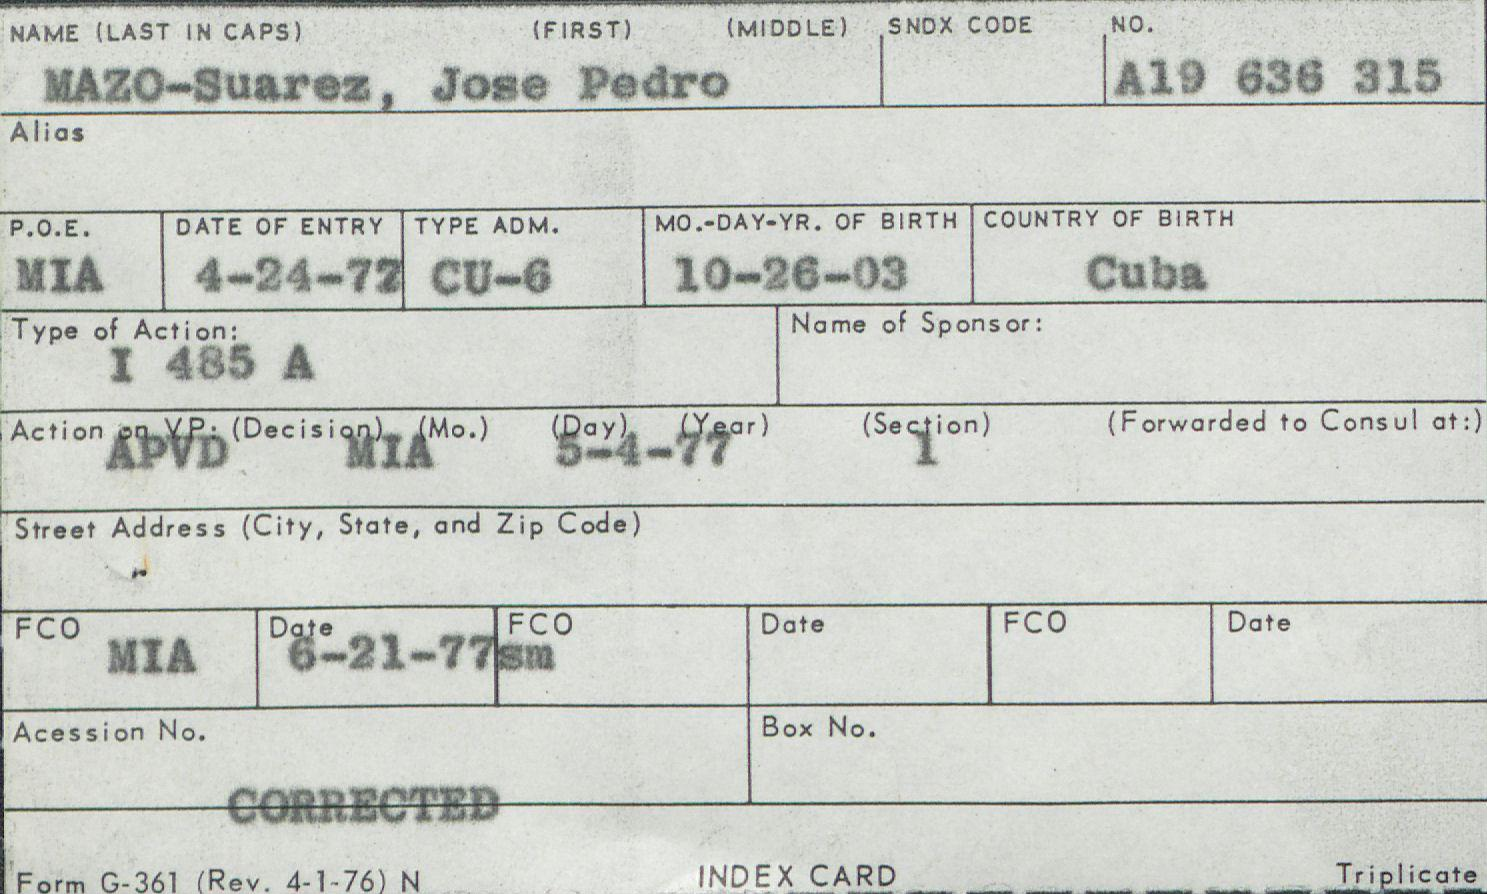 NAME (LAST IN CAPS) (FIRST) (MIDDLE) SNDX CODE NO.
MAZO-Suarez, Jose Pedro A19 636 315
Alias
P.O.E. DATE OF ENTRY TYPE ADM. MO.-DAY-YR. OF BIRTH COUNTRY OF BIRTH
MIA 4-24-72 CU-6 10-26-03 Cuba
Type of Action: Name of Sponsor:
I 485 A
Action on V.P: (Decision) (Mo.) (Day) (Year) (Section) (Forwarded to Consul at:)
APVD MIA 5-4-77 1
Street Address (City, State, and Zip Code)
FCO Date FCO Date FCO Date
MIA 6-21-77sm
Acession No. Box No.
CORRECTED
Form G-361 (Rev. 4-1-76) N INDEX CARD Triplicate